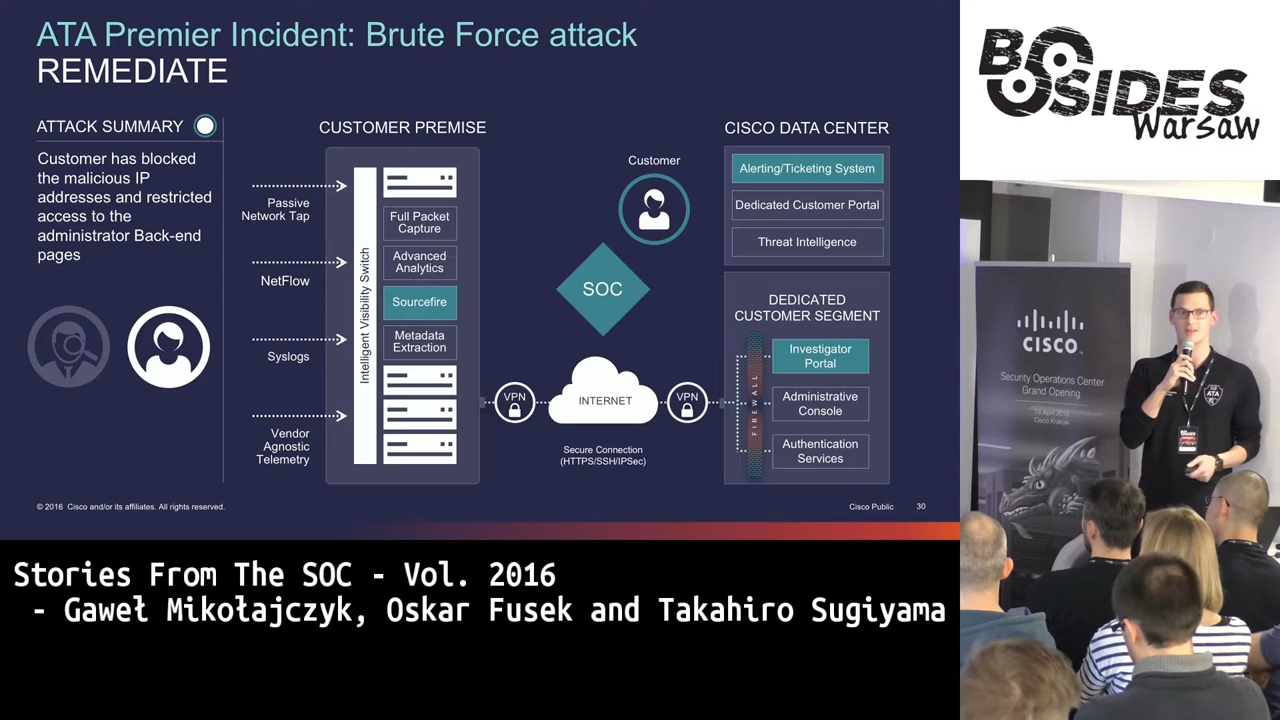 ATA Premier Incident: Brute Force attack
REMEDIATE
ATTACK SUMMARY
Customer has blocked
the malicious IP
addresses and restricted
access to the
administrator Back-end
pages
CUSTOMER PREMISE
Passive
Network Tap
NetFlow
Syslogs
Vendor
Agnostic
Telemetry
Intelligent Visibility Switch
Full Packet
Capture
Advanced
Analytics
Sourcefire
Metadata
Extraction
Customer
SOC
VPN
INTERNET
VPN
Secure Connection
(HTTPS/SSH/IPSec)
CISCO DATA CENTER
Alerting/Ticketing System
Dedicated Customer Portal
Threat Intelligence
DEDICATED
CUSTOMER SEGMENT
FIREWALL
Investigator
Portal
Administrative
Console
Authentication
Services
© 2016 Cisco and/or its affiliates. All rights reserved.
Cisco Public
30
BSIDES
Warsaw
CISCO
Security Operations Center
Grand Opening
Cisco Krakow
ATA
Stories From The SOC - Vol. 2016
- Gaweł Mikołajczyk, Oskar Fusek and Takahiro Sugiyama